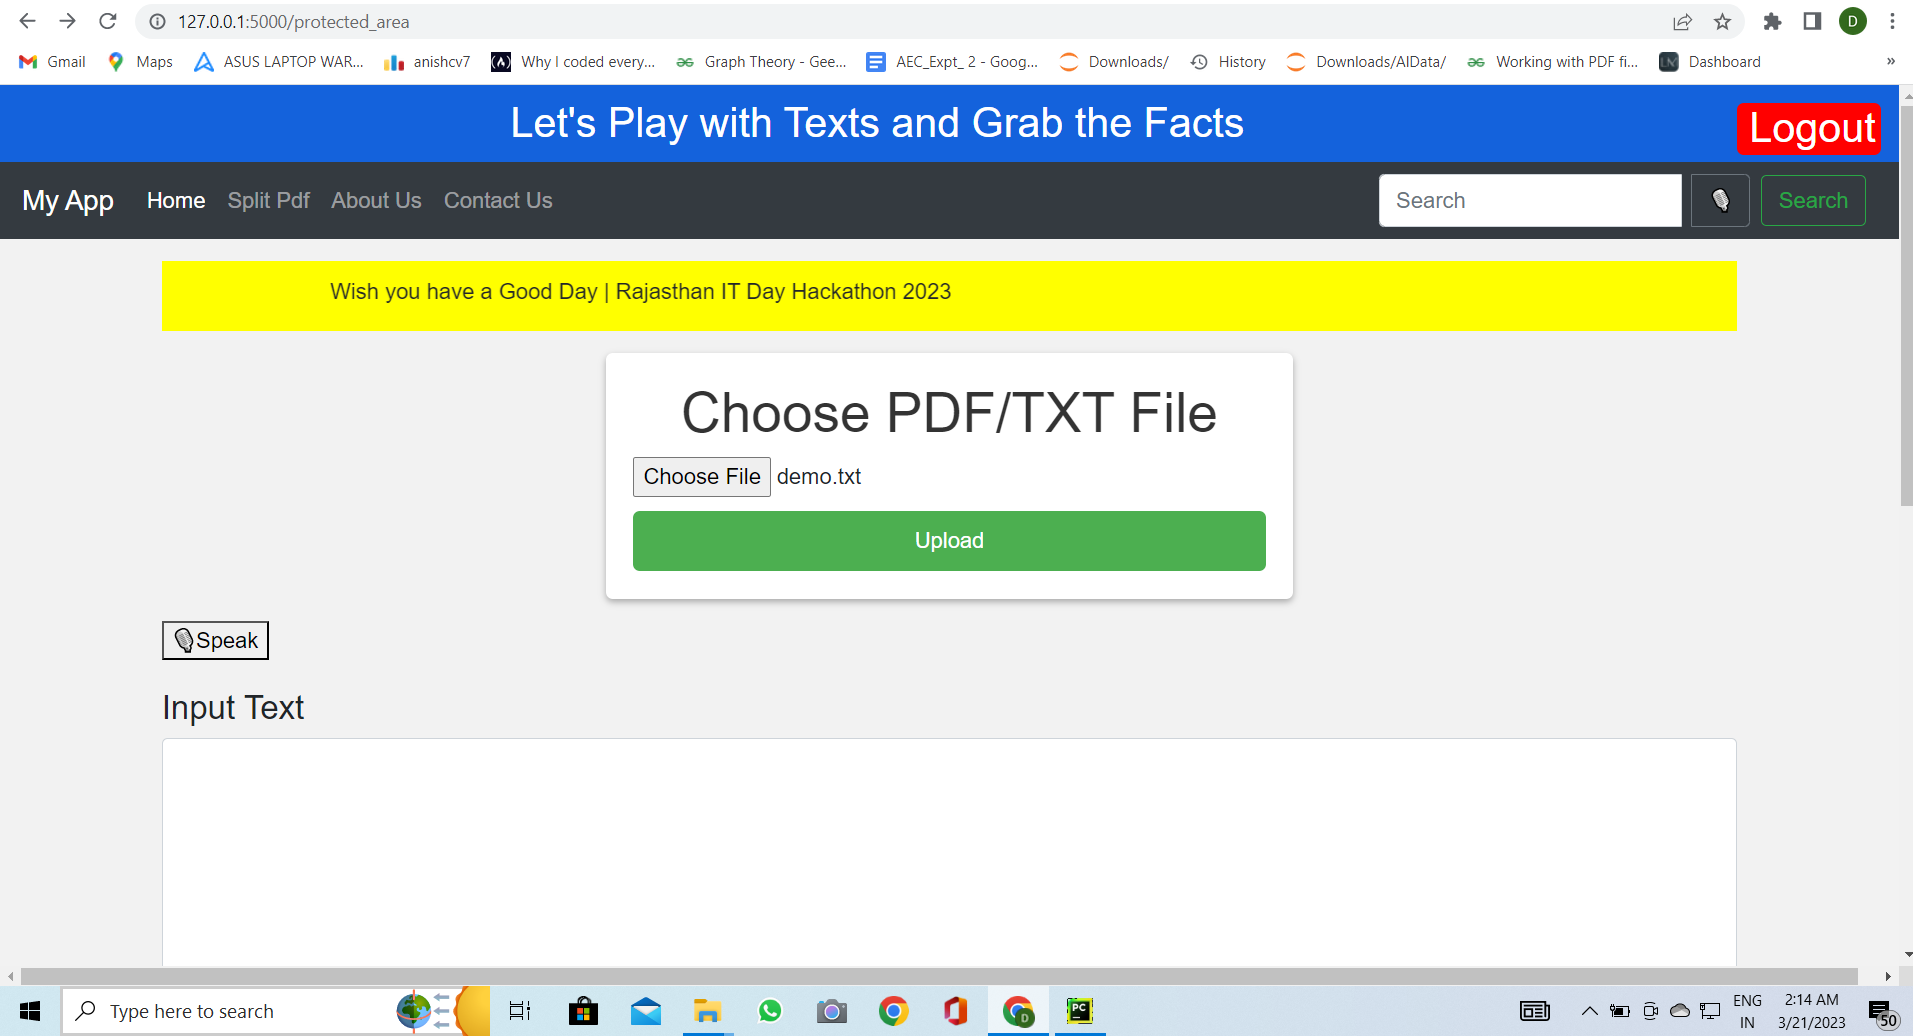 127.0.0.1:5000/protected_area
D
Gmail Maps ASUS LAPTOP WAR... anishcv7 Why I coded every... Graph Theory - Gee... AEC_Expt_ 2 - Goog... Downloads/ History Downloads/AIData/ Working with PDF fi... Dashboard »
Let's Play with Texts and Grab the Facts
Logout
My App Home Split Pdf About Us Contact Us Search Search
Wish you have a Good Day | Rajasthan IT Day Hackathon 2023
Choose PDF/TXT File
Choose File demo.txt
Upload
Speak
Input Text
Type here to search
PC
D
ENG
IN
2:14 AM
3/21/2023
50